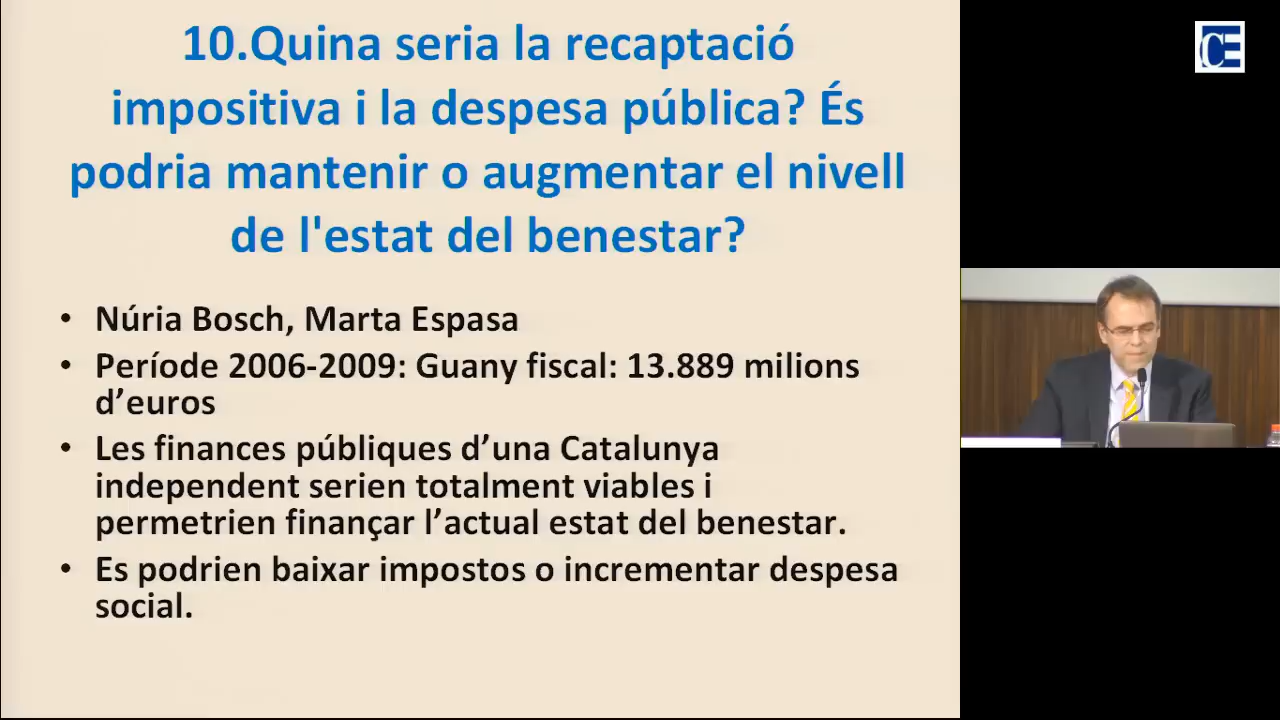 10.Quina seria la recaptació
impositiva i la despesa pública? És
podria mantenir o augmentar el nivell
de l'estat del benestar?
• Núria Bosch, Marta Espasa
• Període 2006-2009: Guany fiscal: 13.889 milions
d’euros
• Les finances públiques d’una Catalunya
independent serien totalment viables i
permetrien finançar l’actual estat del benestar.
• Es podrien baixar impostos o incrementar despesa
social.
CE